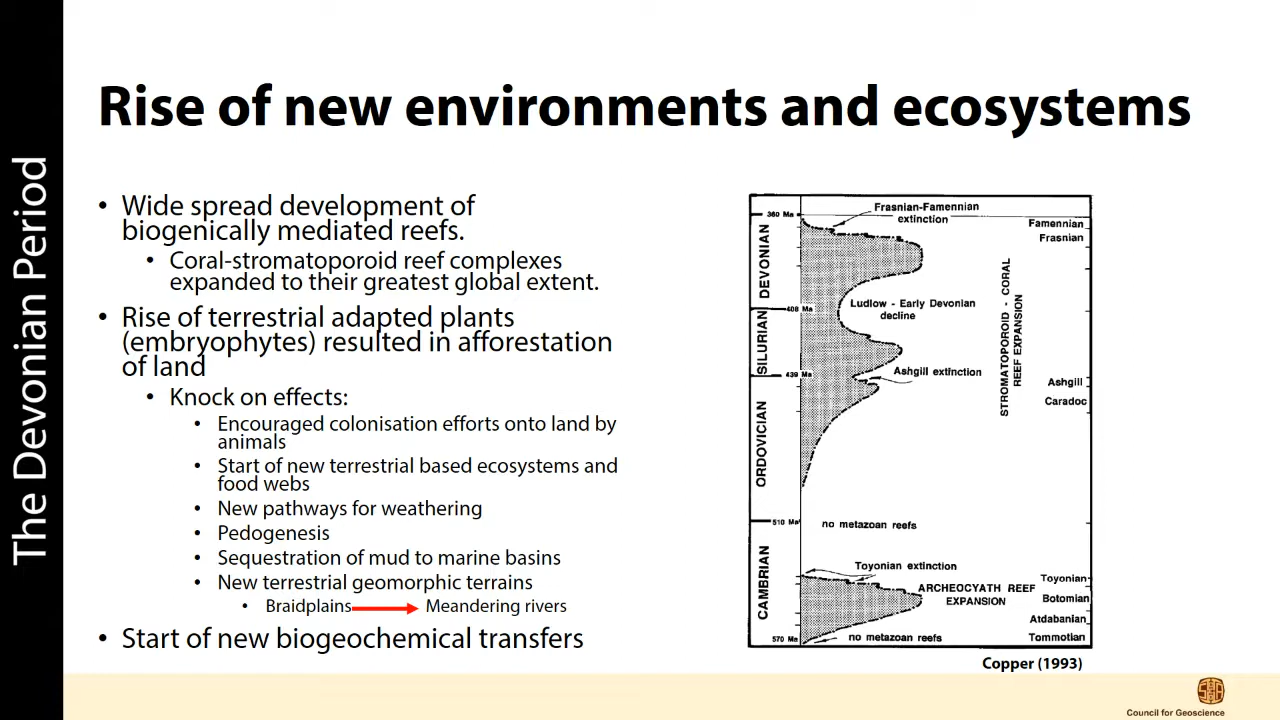 The Devonian Period
Rise of new environments and ecosystems
• Wide spread development of
biogenically mediated reefs.
• Coral-stromatoporoid reef complexes
expanded to their greatest global extent.
• Rise of terrestrial adapted plants
(embryophytes) resulted in afforestation
of land
• Knock on effects:
• Encouraged colonisation efforts onto land by
animals
• Start of new terrestrial based ecosystems and
food webs
• New pathways for weathering
• Pedogenesis
• Sequestration of mud to marine basins
• New terrestrial geomorphic terrains
• Braidplains Meandering rivers
• Start of new biogeochemical transfers
360 Ma
Frasnian-Famennian
extinction
Famennian
Frasnian
DEVONIAN
Ludlow - Early Devonian
decline
408 Ma
SILURIAN
STROMATOPOROID - CORAL
REEF EXPANSION
439 Ma
Ashgill extinction
Ashgill
Caradoc
ORDOVICIAN
510 Ma
no metazoan reefs
CAMBRIAN
Toyonian extinction
Toyonian
ARCHEOCYATH REEF
EXPANSION
Botomian
Atdabanian
570 Ma
no metazoan reefs
Tommotian
Copper (1993)
Council for Geoscience